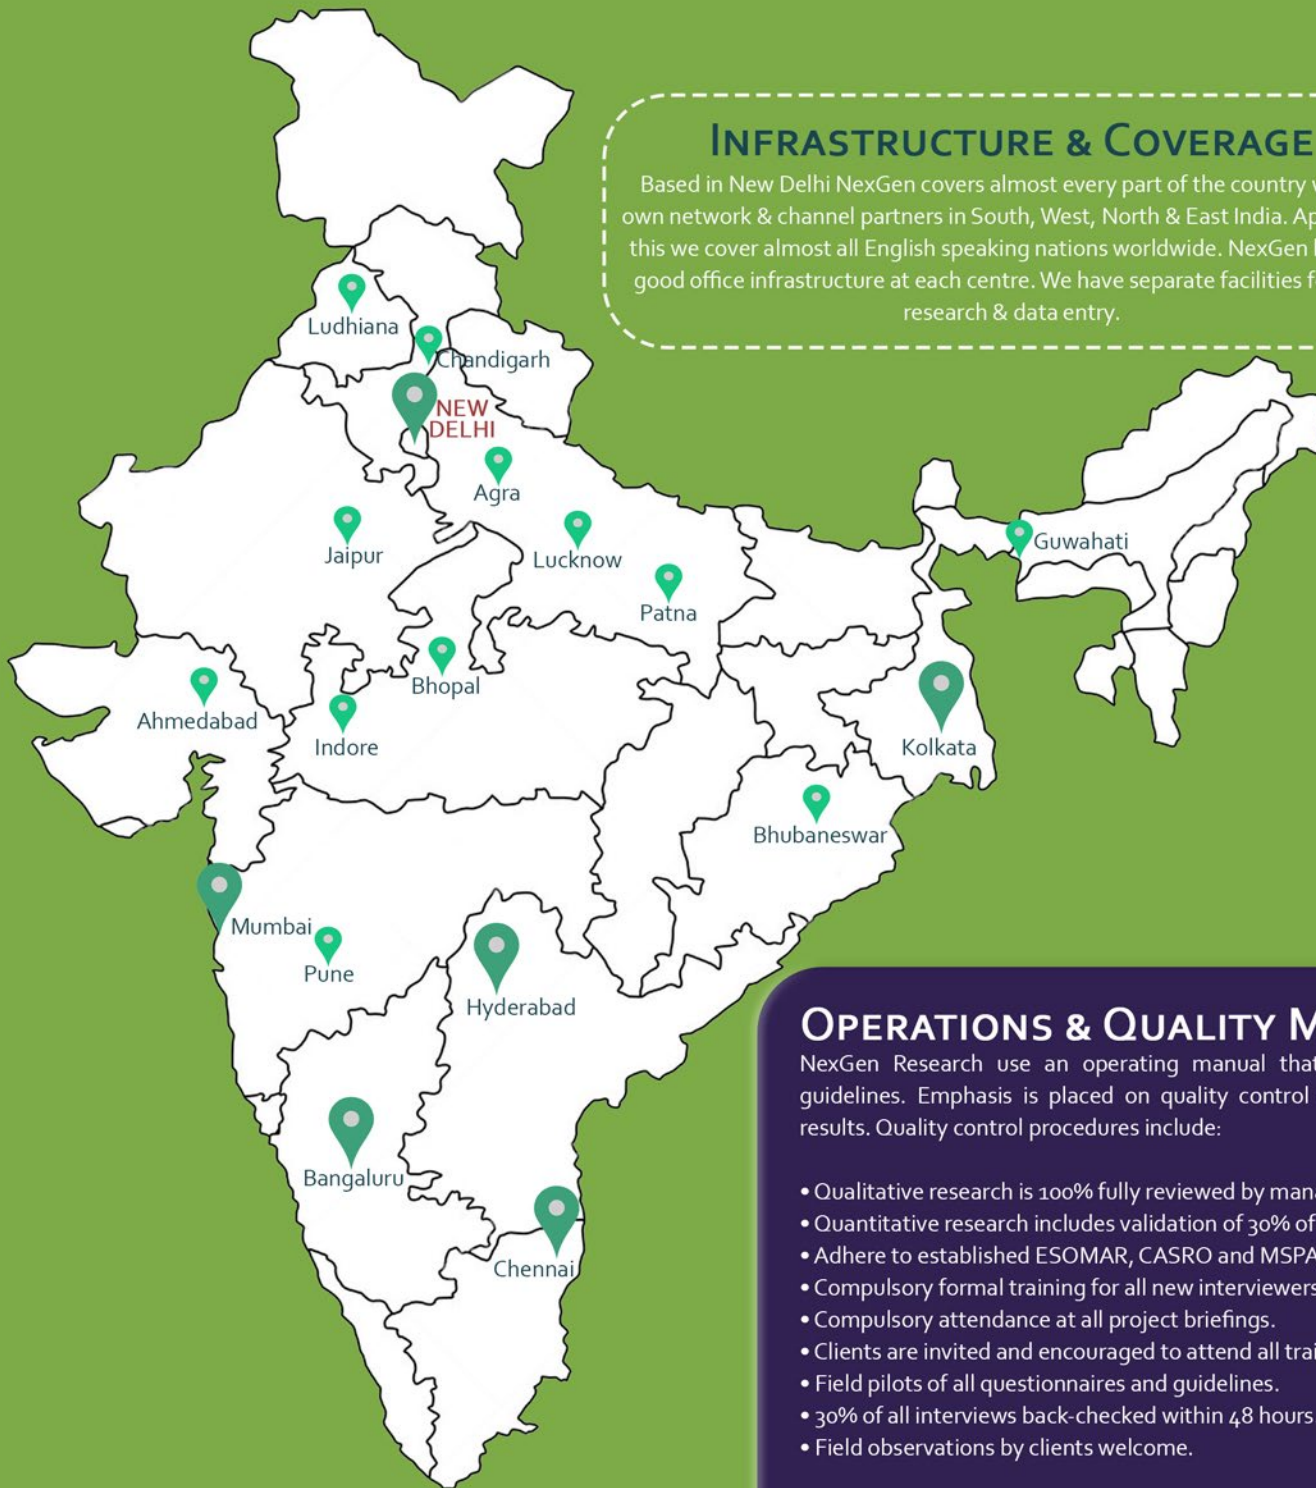 INFRASTRUCTURE & COVERAGE
Based in New Delhi NexGen covers almost every part of the country
own network & channel partners in South, West, North & East India.
this we cover almost all English speaking nations worldwide. NexGen
good office infrastructure at each centre. We have separate facilities
research & data entry.
Ludhiana
Chandigarh
NEW
DELHI
Agra
Jaipur
Lucknow
Guwahati
Patna
Bhopal
Ahmedabad
Indore
Kolkata
Bhubaneswar
Mumbai
Pune
Hyderabad
Bangaluru
Chennai
OPERATIONS & QUALITY
NexGen Research use an operating manual that
guidelines. Emphasis is placed on quality control
results. Quality control procedures include:
• Qualitative research is 100% fully reviewed by
• Quantitative research includes validation of 30% of
• Adhere to established ESOMAR, CASRO and MSPA
• Compulsory formal training for all new interviewers
• Compulsory attendance at all project briefings.
• Clients are invited and encouraged to attend all
• Field pilots of all questionnaires and guidelines.
• 30% of all interviews back-checked within 48 hours
• Field observations by clients welcome.